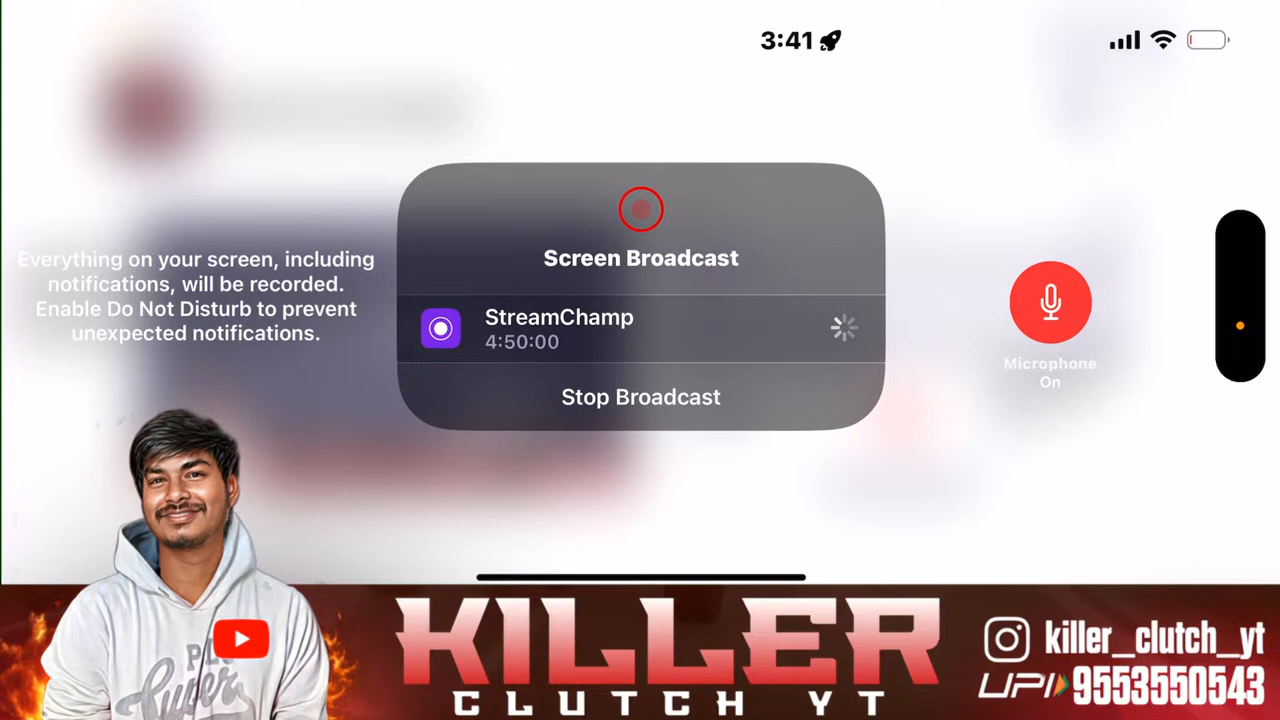 3:41
Everything on your screen, including
notifications, will be recorded.
Enable Do Not Disturb to prevent
unexpected notifications.
Screen Broadcast
StreamChamp
4:50:00
Stop Broadcast
Microphone
On
KILLER
CLUTCH YT
killer_clutch_yt
UPI 9553550543